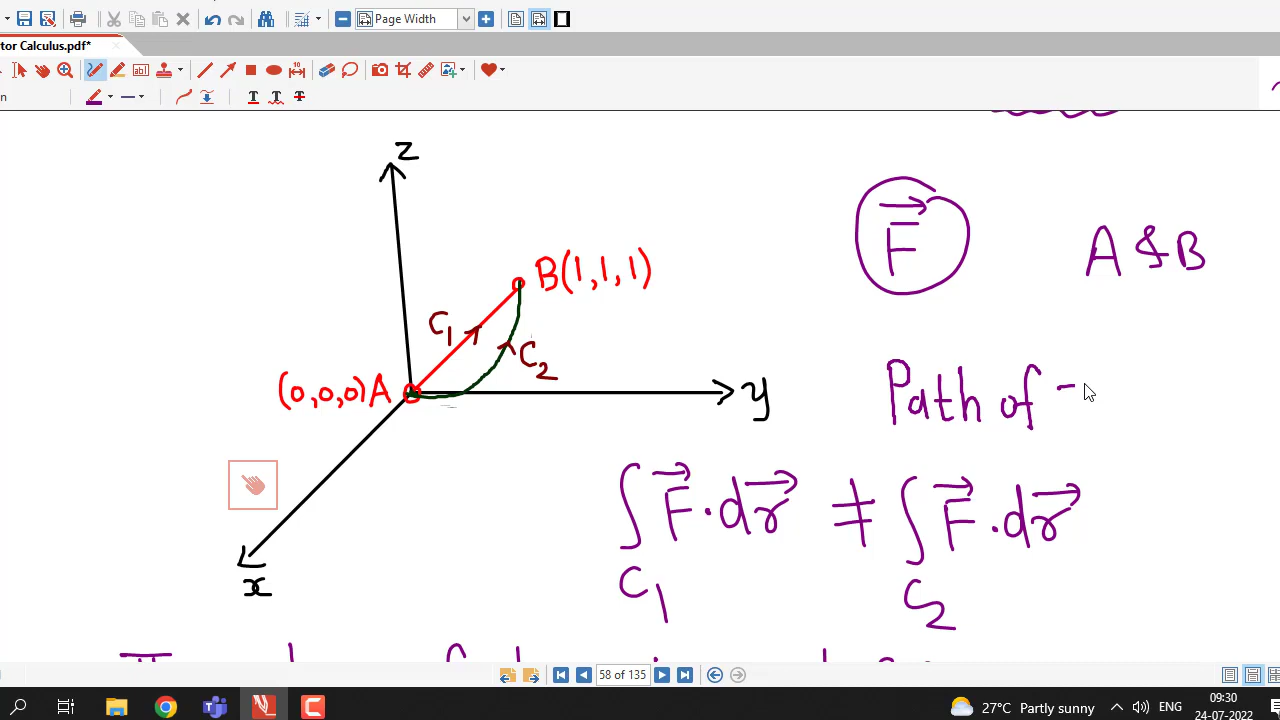 Page Width
tor Calculus.pdf*
z
F⃗
A & B
B(1,1,1)
C₁
C₂
(0,0,0)A
y
Path of
∫ F⃗ · dr⃗ ≠ ∫ F⃗ · dr⃗
C₁ C₂
x
58 of 135
09:30
27°C Partly sunny
ENG
24-07-2022